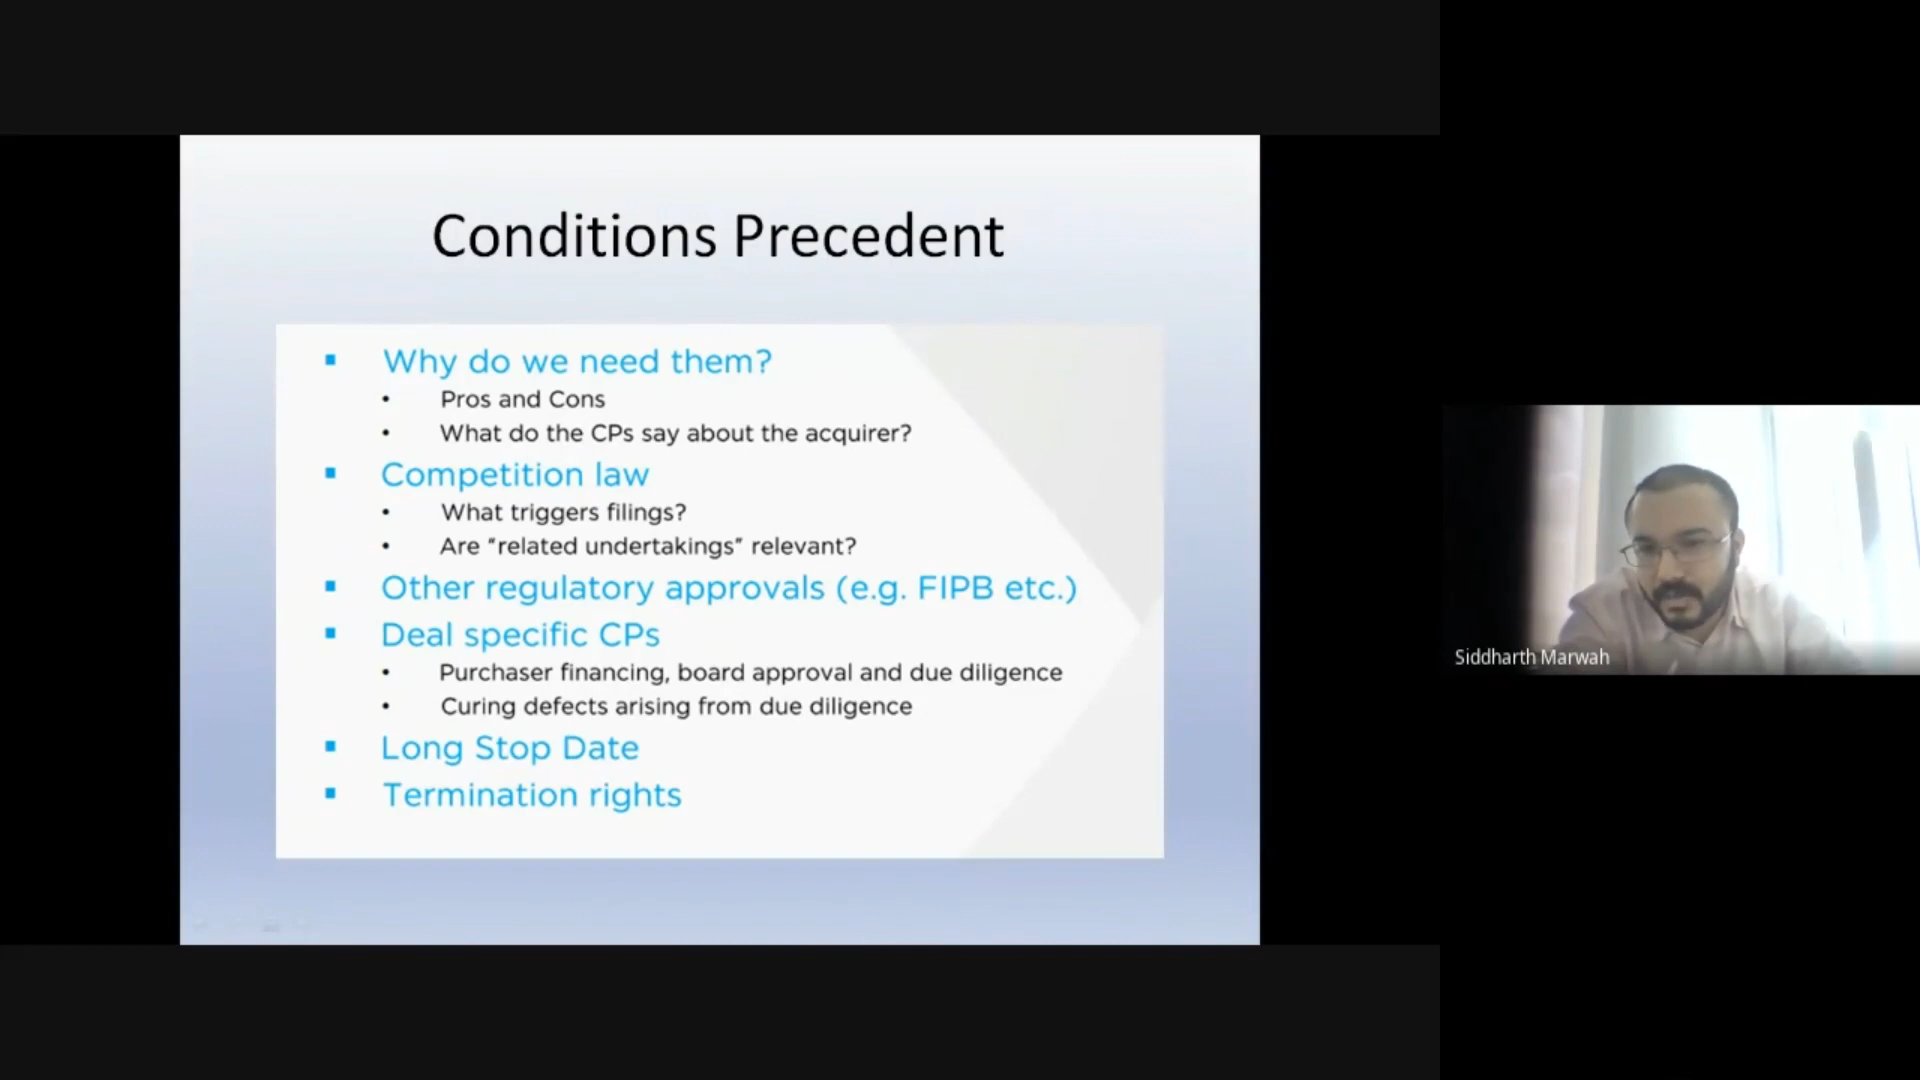 Conditions Precedent
Why do we need them?
Pros and Cons
What do the CPs say about the acquirer?
Competition law
What triggers filings?
Are "related undertakings" relevant?
Other regulatory approvals (e.g. FIPB etc.)
Deal specific CPs
Purchaser financing, board approval and due diligence
Curing defects arising from due diligence
Long Stop Date
Termination rights
Siddharth Marwah